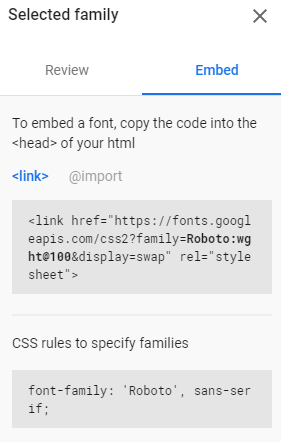 Selected family
Review
Embed
To embed a font, copy the code into the
<head> of your html
<link>
@import
<link href="https://fonts.googl
eapis.com/css2?family=Roboto:wg
ht@100&display=swap" rel="style
sheet">
CSS rules to specify families
font-family: 'Roboto', sans-ser
if;